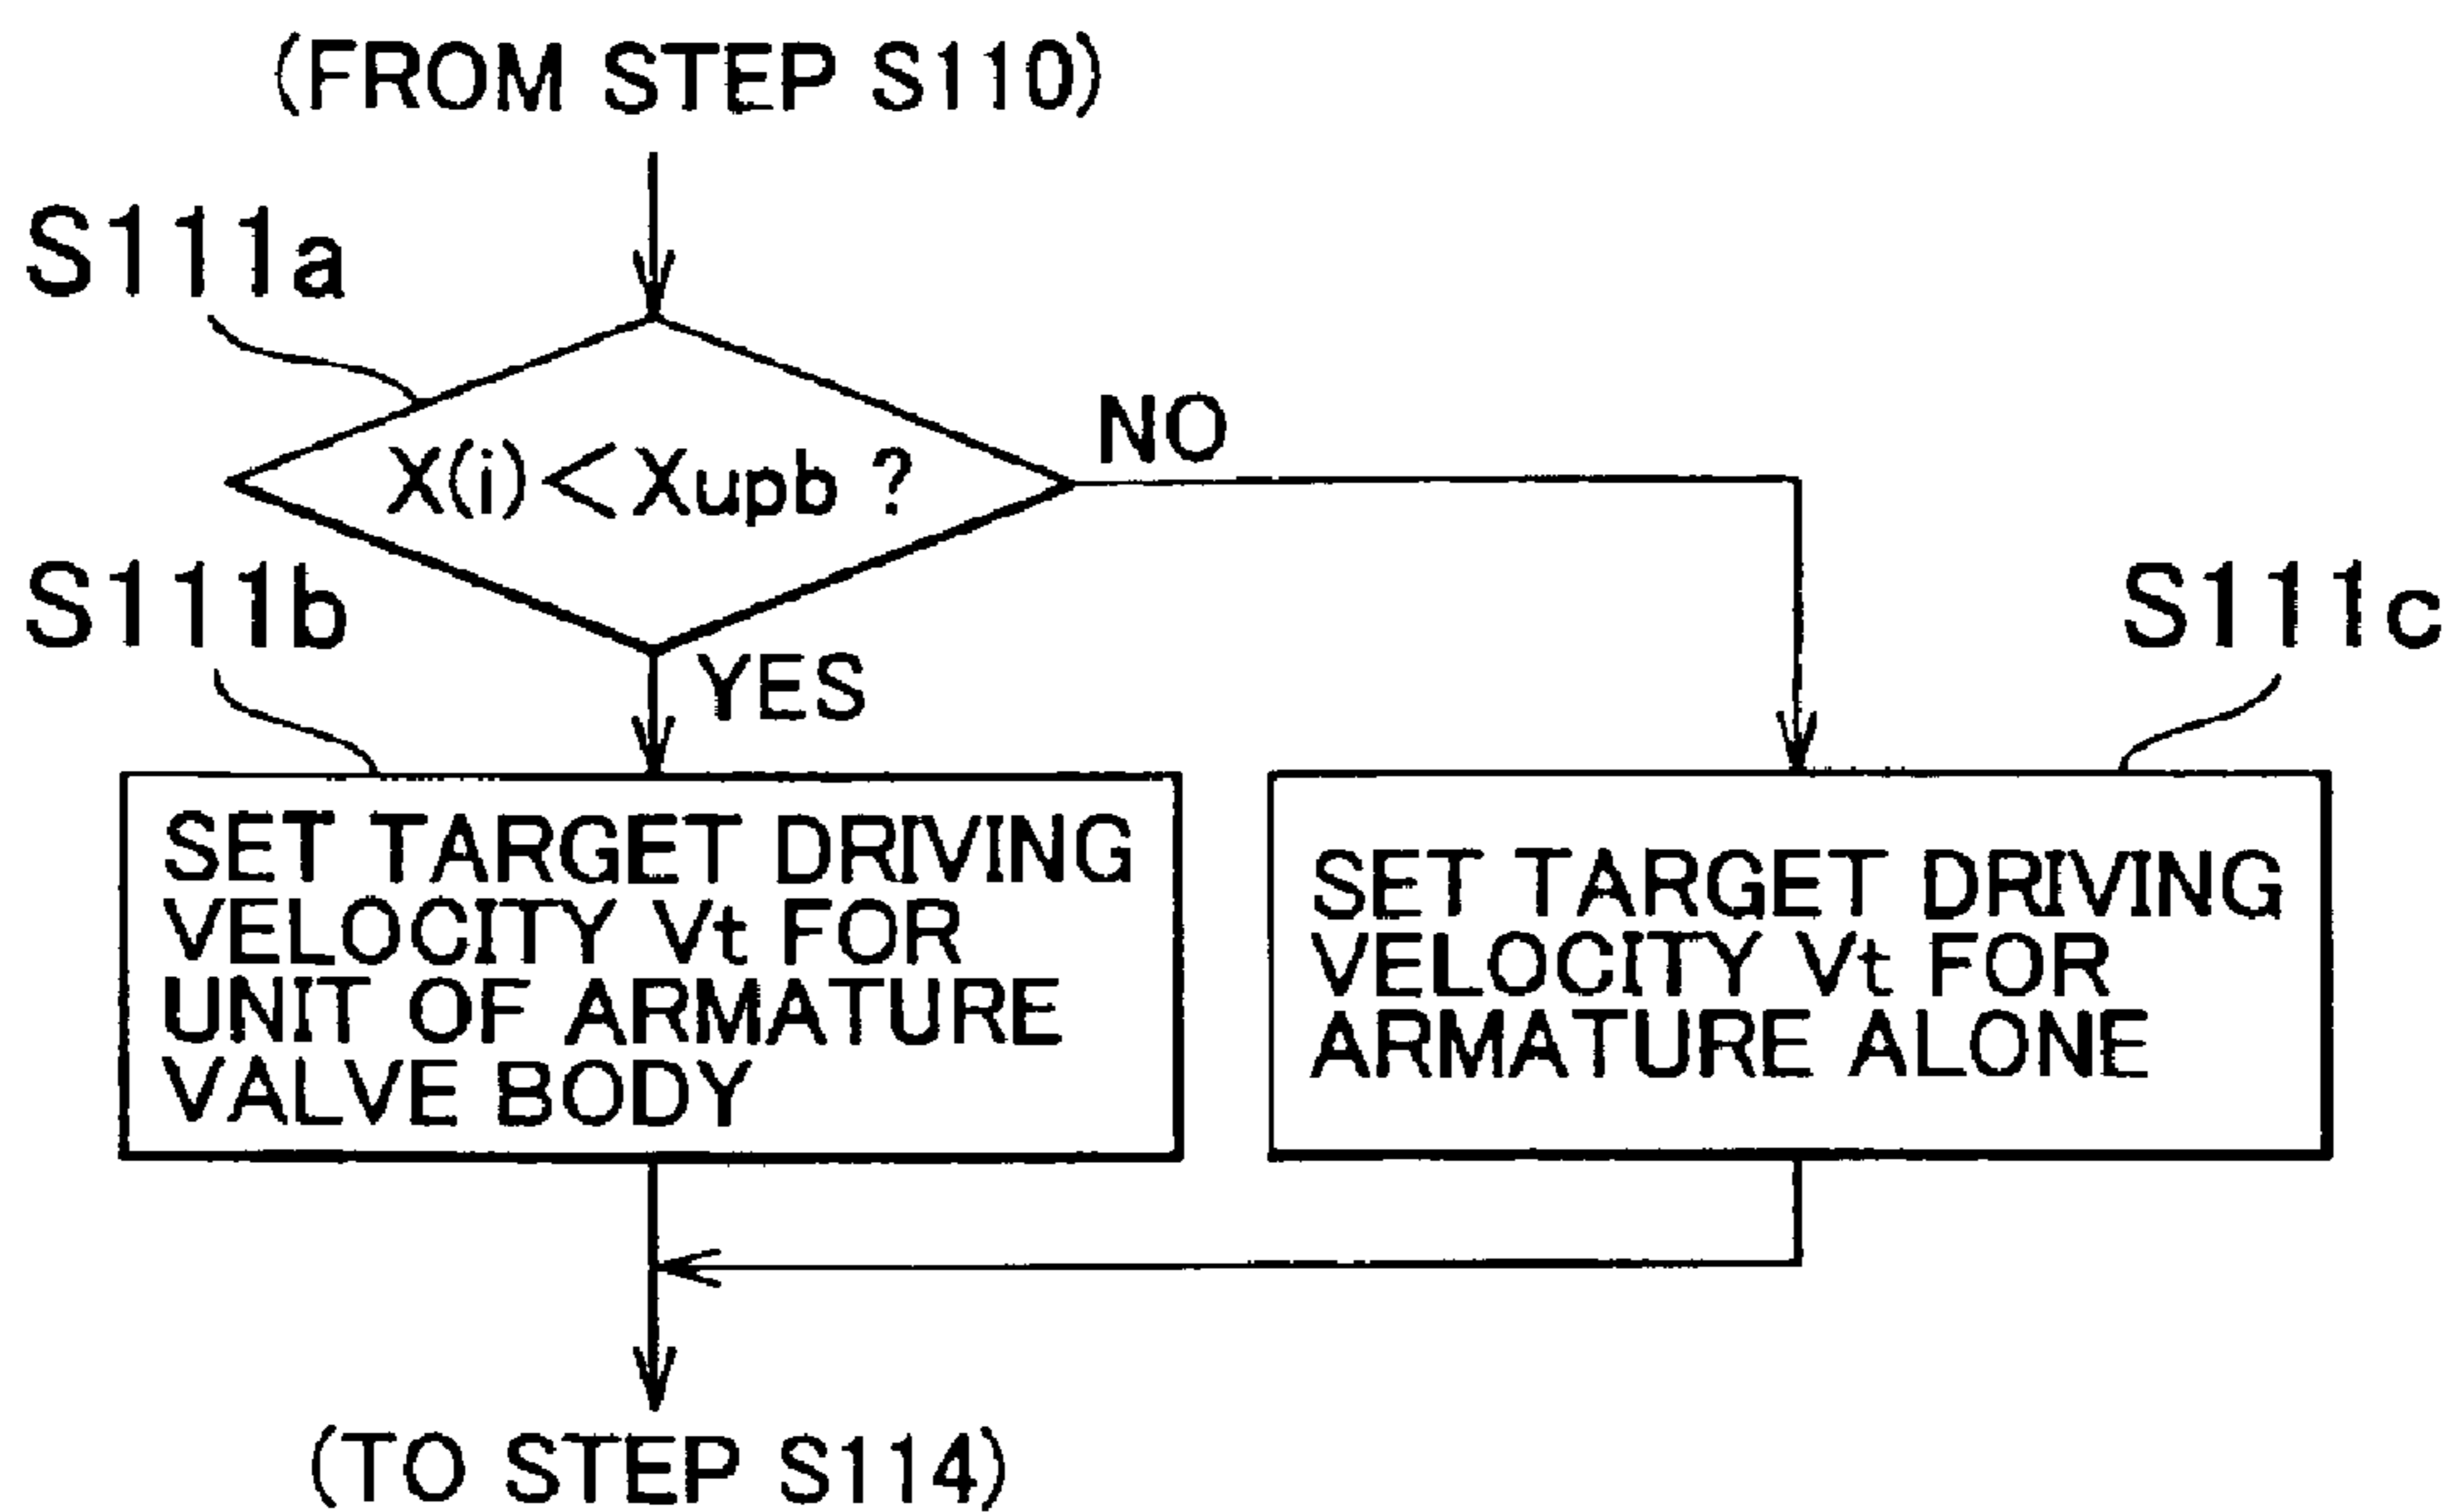 (FROM STEP S110)
S111a
X(i)<Xupb ?
NO
S111b
YES
S111c
SET TARGET DRIVING
VELOCITY Vt FOR
UNIT OF ARMATURE
VALVE BODY
SET TARGET DRIVING
VELOCITY Vt FOR
ARMATURE ALONE
(TO STEP S114)